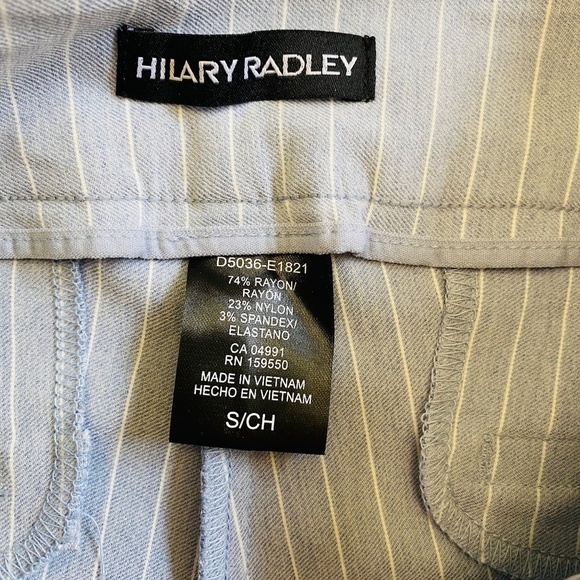 HILARY RADLEY
D5036-E1821
74% RAYON/
RAYÓN
23% NYLON
3% SPANDEX/
ELASTANO
CA 04991
RN 159550
MADE IN VIETNAM
HECHO EN VIETNAM
S/CH